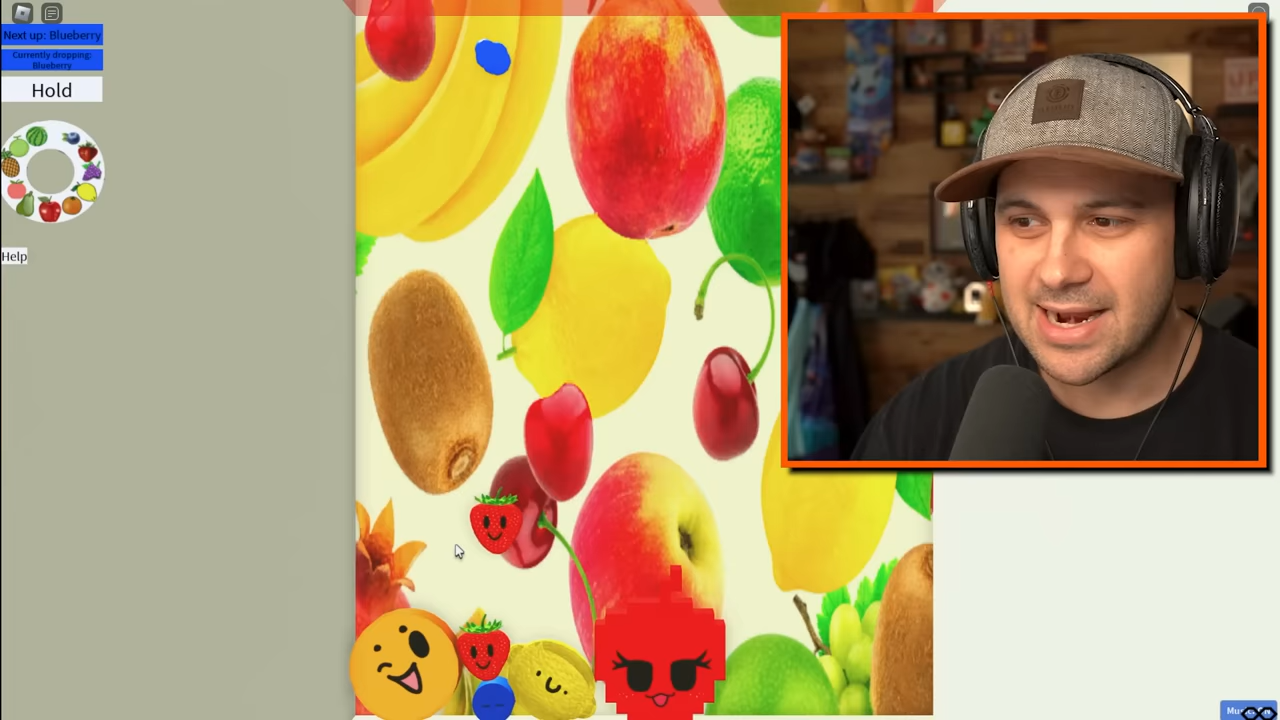 Next up: Blueberry
Currently dropping:
Blueberry
Hold
Help